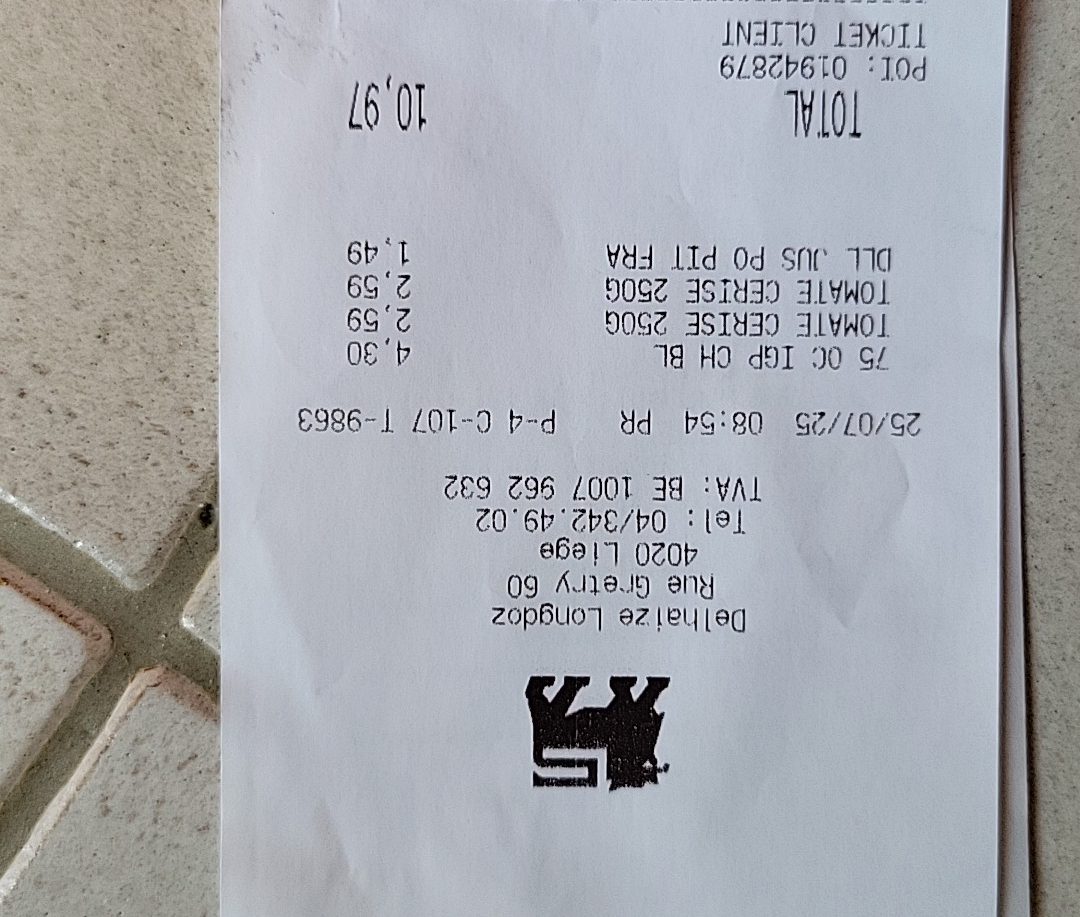 Delhaize Longdoz
Rue Gretry 60
4020 Liege
Tel: 04/342.49.02
TVA: BE 1007 962 632
25/07/25 08:54 PR P-4 C-107 T-9863
75 OC IGP CH BL 4,30
TOMATE CERISE 250G 2,59
TOMATE CERISE 250G 2,59
DLL JUS PO PIT FRA 1,49
TOTAL 10,97
POI: 01942879
TICKET CLIENT